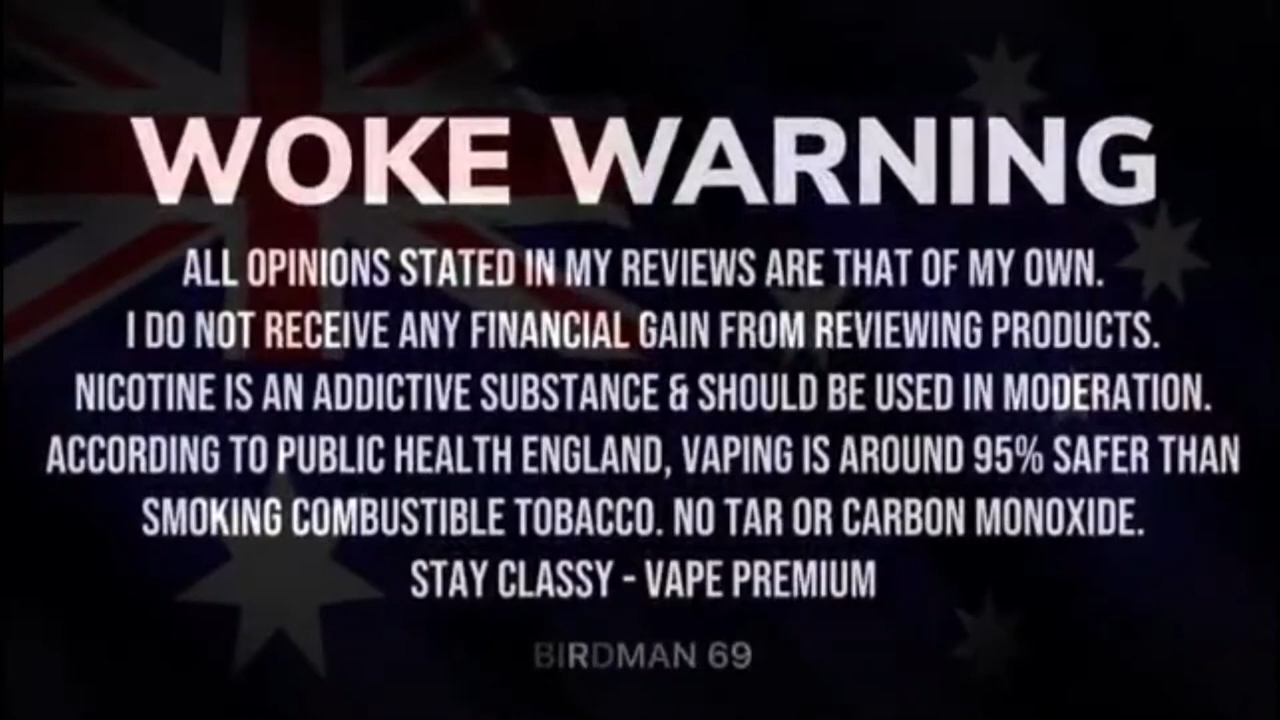 WOKE WARNING
ALL OPINIONS STATED IN MY REVIEWS ARE THAT OF MY OWN.
I DO NOT RECEIVE ANY FINANCIAL GAIN FROM REVIEWING PRODUCTS.
NICOTINE IS AN ADDICTIVE SUBSTANCE & SHOULD BE USED IN MODERATION.
ACCORDING TO PUBLIC HEALTH ENGLAND, VAPING IS AROUND 95% SAFER THAN
SMOKING COMBUSTIBLE TOBACCO. NO TAR OR CARBON MONOXIDE.
STAY CLASSY - VAPE PREMIUM
BIRDMAN 69